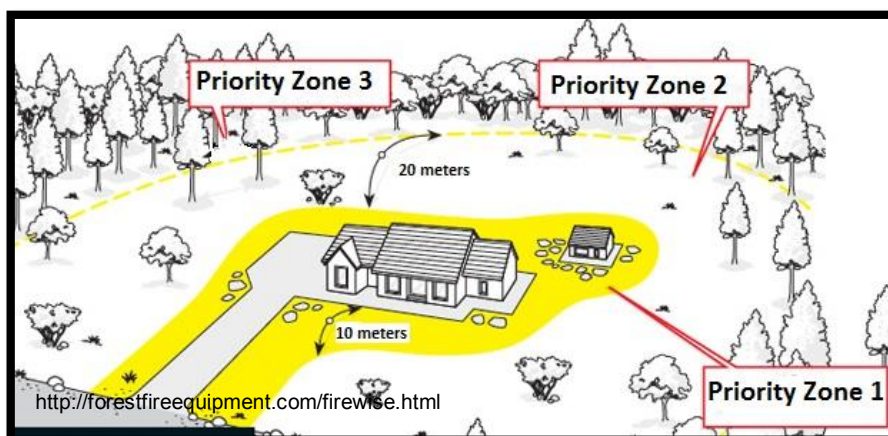 Priority Zone 3
Priority Zone 2
20 meters
10 meters
Priority Zone 1
http://forestfireequipment.com/firewise.html